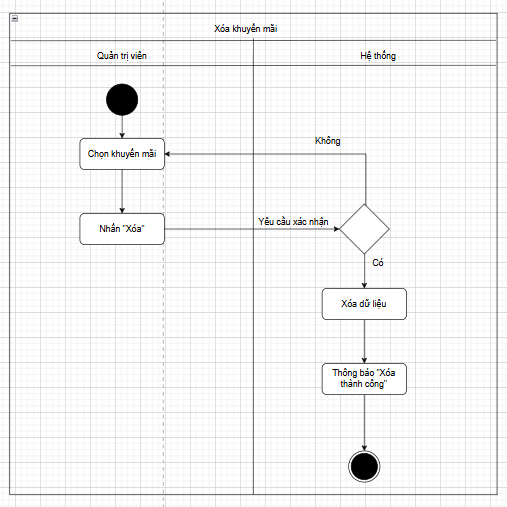 Xóa khuyến mãi
Quản trị viên
Hệ thống
Không
Chọn khuyến mãi
Nhấn "Xóa"
Yêu cầu xác nhận
Có
Xóa dữ liệu
Thông báo "Xóa
thành công"